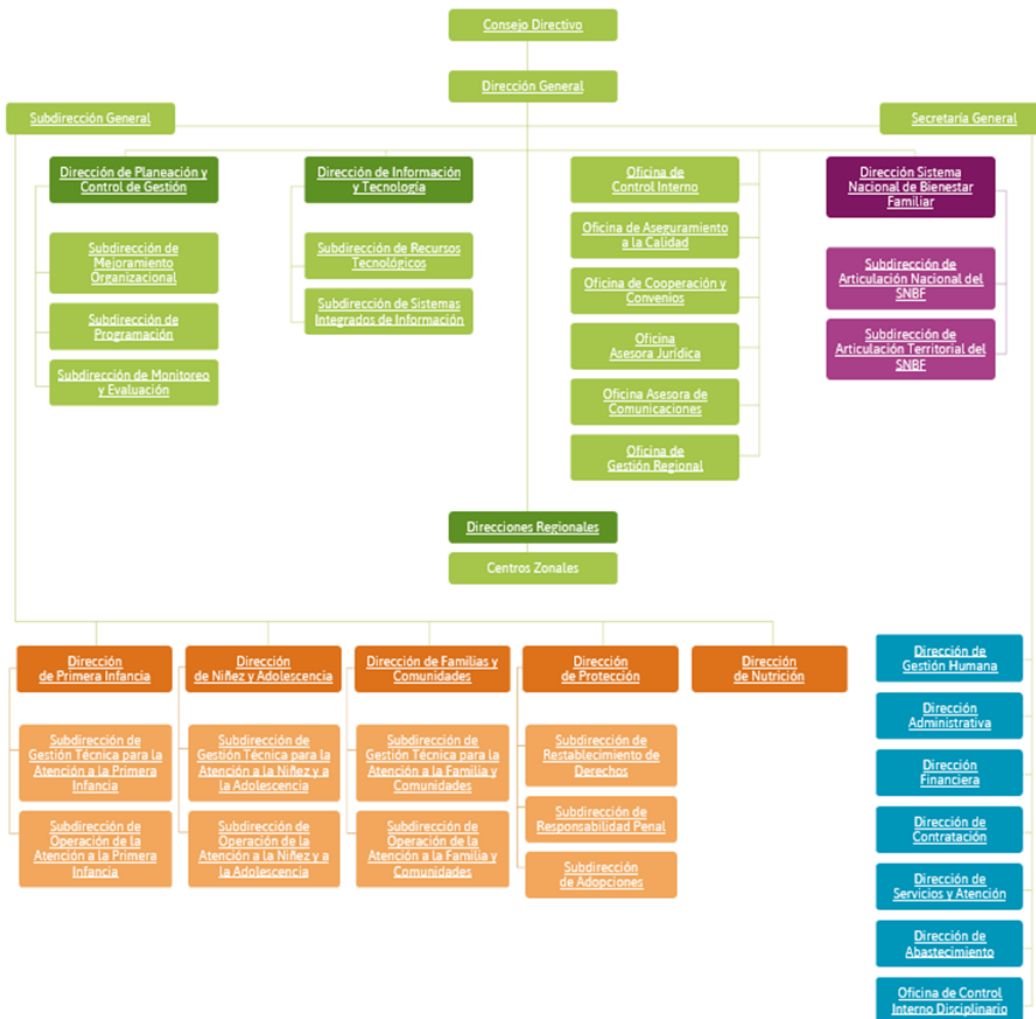 Consejo Directivo
Dirección General
Subdirección General
Secretaría General
Dirección de Planeación y
Control de Gestión
Subdirección de
Mejoramiento
Organizacional
Subdirección de
Programación
Subdirección de Monitoreo
y Evaluación
Dirección de Información
y Tecnología
Subdirección de Recursos
Tecnológicos
Subdirección de Sistemas
Integrados de Información
Oficina de
Control Interno
Oficina de Aseguramiento
a la Calidad
Oficina de Cooperación y
Convenios
Oficina
Asesora Jurídica
Oficina Asesora de
Comunicaciones
Oficina de
Gestión Regional
Dirección Sistema
Nacional de Bienestar
Familiar
Subdirección de
Articulación Nacional del
SNBF
Subdirección de
Articulación Territorial del
SNBF
Direcciones Regionales
Centros Zonales
Dirección
de Primera Infancia
Subdirección de
Gestión Técnica para la
Atención a la Primera
Infancia
Subdirección de
Operación de la
Atención a la Primera
Infancia
Dirección
de Niñez y Adolescencia
Subdirección de
Gestión Técnica para la
Atención a la Niñez y a
la Adolescencia
Subdirección de
Operación de la
Atención a la Niñez y a
la Adolescencia
Dirección de Familias y
Comunidades
Subdirección de
Gestión Técnica para la
Atención a la Familia y
Comunidades
Subdirección de
Operación de la
Atención a la Familia y
Comunidades
Dirección
de Protección
Subdirección de
Restablecimiento de
Derechos
Subdirección de
Responsabilidad Penal
Subdirección
de Adopciones
Dirección
de Nutrición
Dirección de
Gestión Humana
Dirección
Administrativa
Dirección
Financiera
Dirección de
Contratación
Dirección de
Servicios y Atención
Dirección de
Abastecimiento
Oficina de Control
Interno Disciplinario